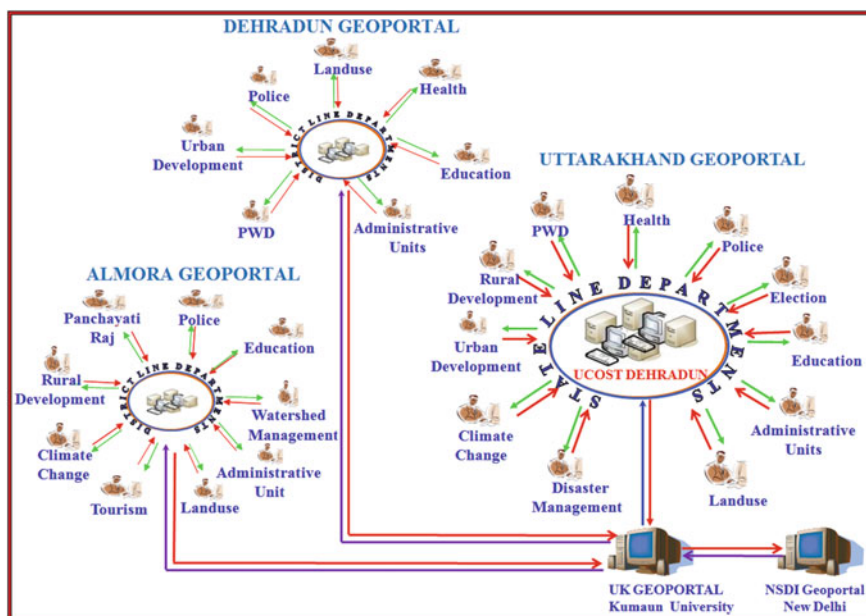 DEHRADUN GEOPORTAL
Landuse
Police
Health
Urban
Development
Education
PWD
Administrative
Units
DISTRICT LINE DEPARTMENTS
ALMORA GEOPORTAL
Panchayati
Raj
Police
Education
Rural
Development
Watershed
Management
Climate
Change
Administrative
Unit
Tourism
Landuse
DISTRICT LINE DEPARTMENTS
UTTARAKHAND GEOPORTAL
PWD
Health
Police
Rural
Development
Election
Urban
Development
Education
Climate
Change
Administrative
Units
Disaster
Management
Landuse
STATE LINE DEPARTMENTS
UCOST DEHRADUN
UK GEOPORTAL
Kumaun University
NSDI Geoportal
New Delhi